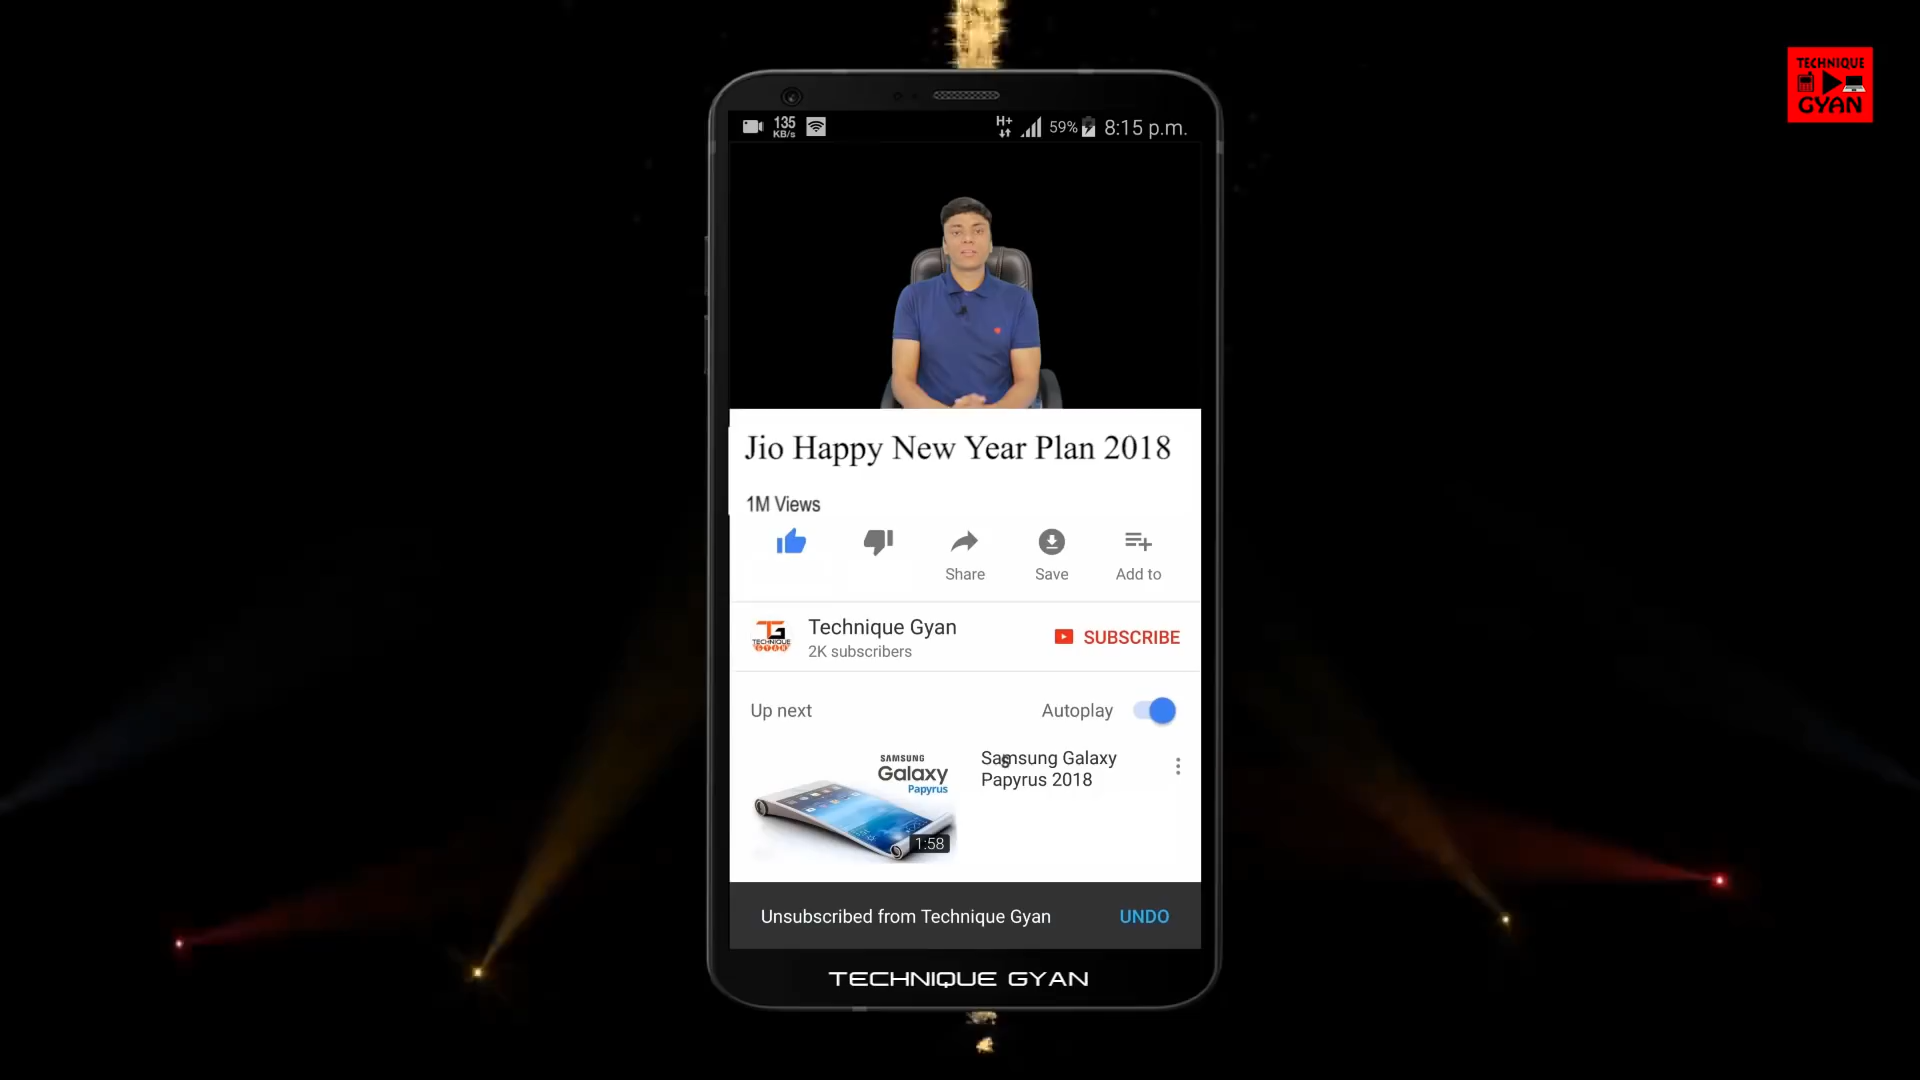 TECHNIQUE
GYAN
135
KB/s
H+
59%
8:15 p.m.
Jio Happy New Year Plan 2018
1M Views
Share
Save
Add to
TECHNIQUE
GYAN
Technique Gyan
SUBSCRIBE
2K subscribers
Up next
Autoplay
SAMSUNG
Galaxy
Papyrus
1:58
Samsung Galaxy
Papyrus 2018
Unsubscribed from Technique Gyan
UNDO
TECHNIQUE GYAN